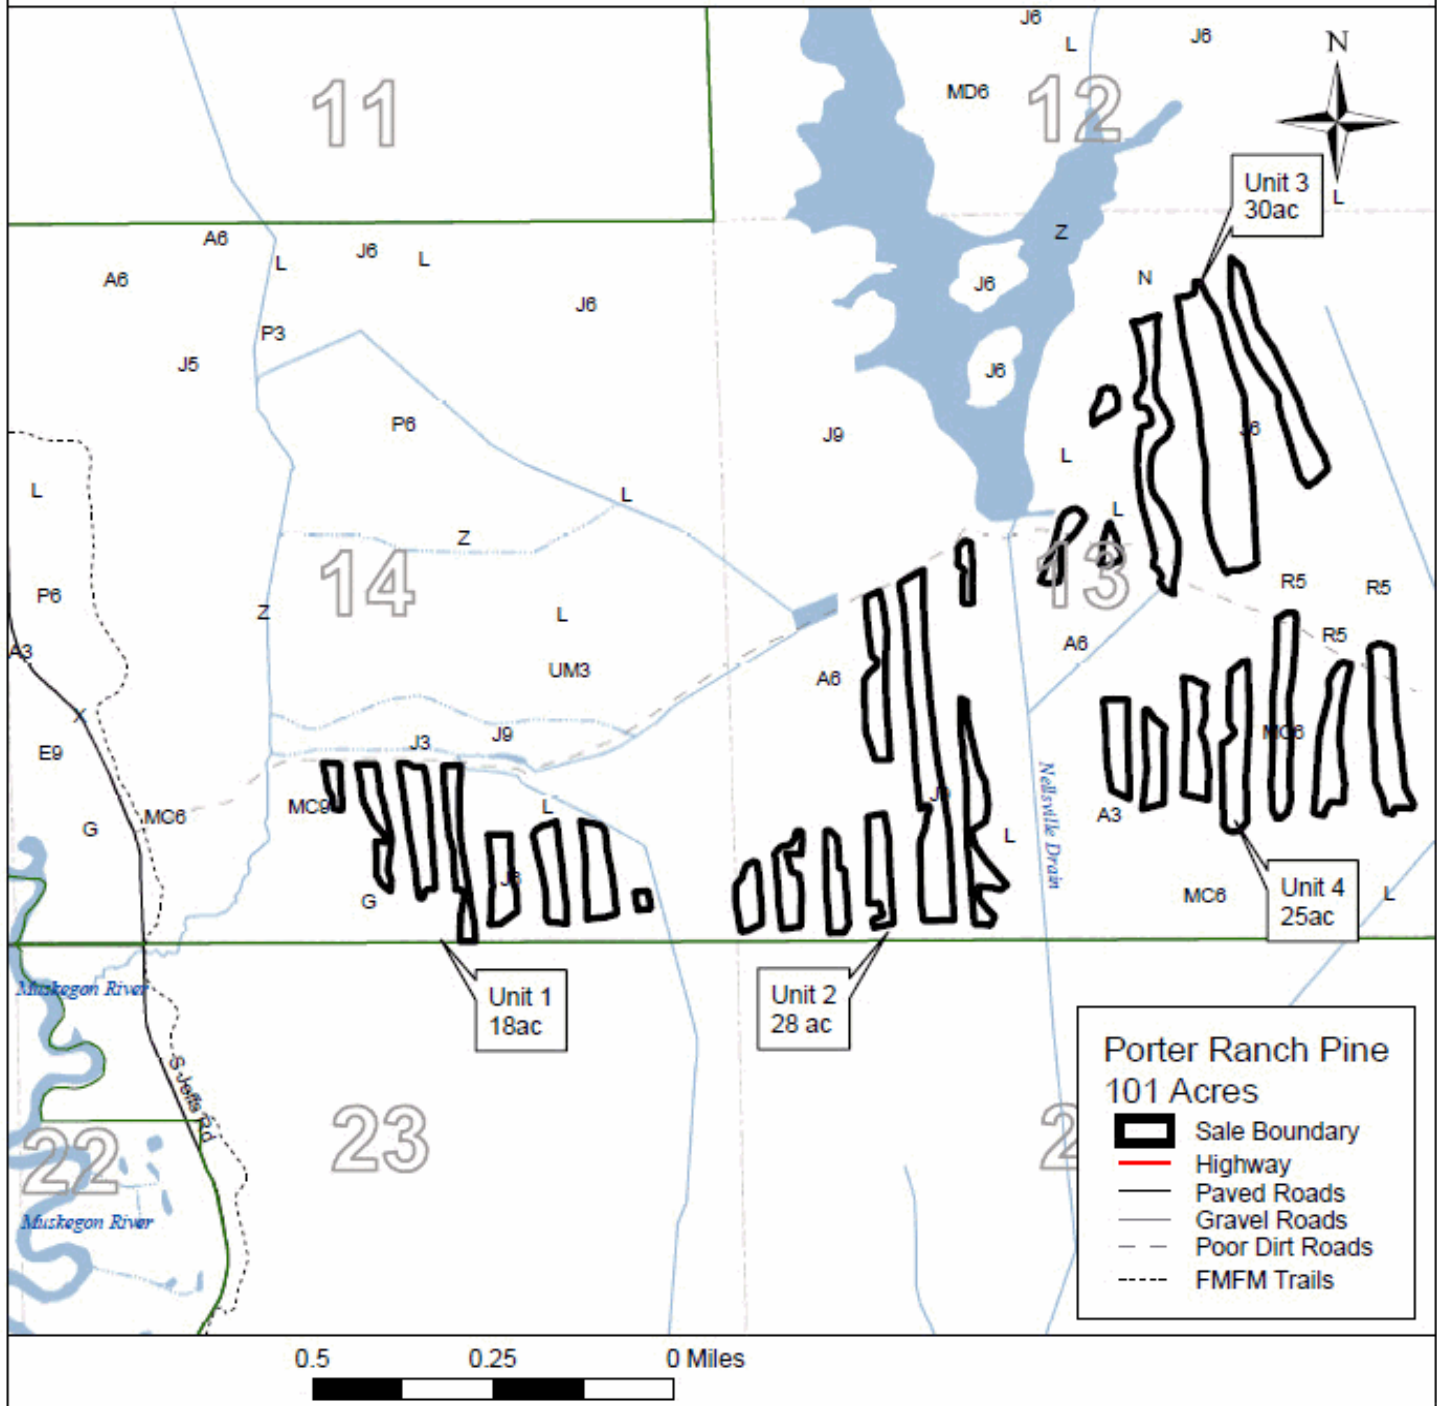 J6
L
J6
N
11
MD6
12
Unit 3
30ac
L
A6
J6
L
L
Z
A6
J6
N
J6
J6
P3
J5
J6
P6
J9
J6
L
L
L
L
Z
14
13
P6
Z
L
R5
R5
A3
UM3
A6
A6
R5
X
E9
J3
J9
MC6
MC9
L
J9
Nellsville Drain
A3
G
MC6
L
J6
G
MC6
Unit 4
25ac
L
Muskegon River
Unit 1
18ac
Unit 2
28 ac
S Jeffs Rd
22
23
2
Muskegon River
Porter Ranch Pine
101 Acres
Sale Boundary
Highway
Paved Roads
Gravel Roads
Poor Dirt Roads
FMFM Trails
0.5 0.25 0 Miles